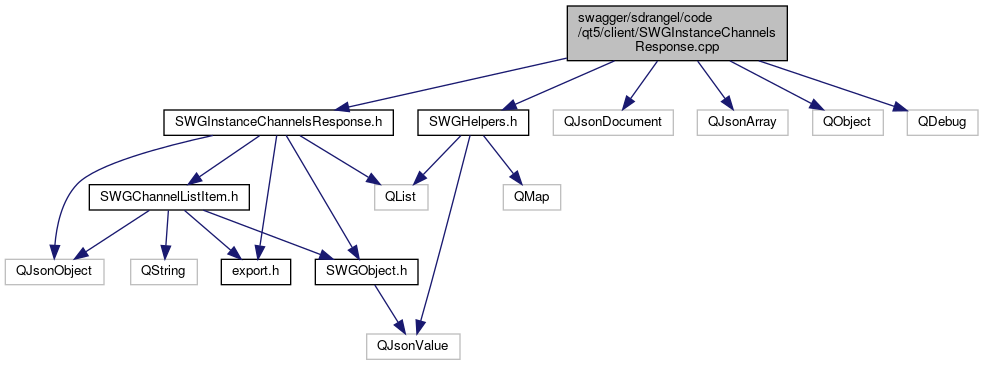 swagger/sdrangel/code
/qt5/client/SWGInstanceChannels
Response.cpp
SWGInstanceChannelsResponse.h
SWGHelpers.h
QJsonDocument
QJsonArray
QObject
QDebug
SWGChannelListItem.h
QList
QMap
QJsonObject
QString
export.h
SWGObject.h
QJsonValue